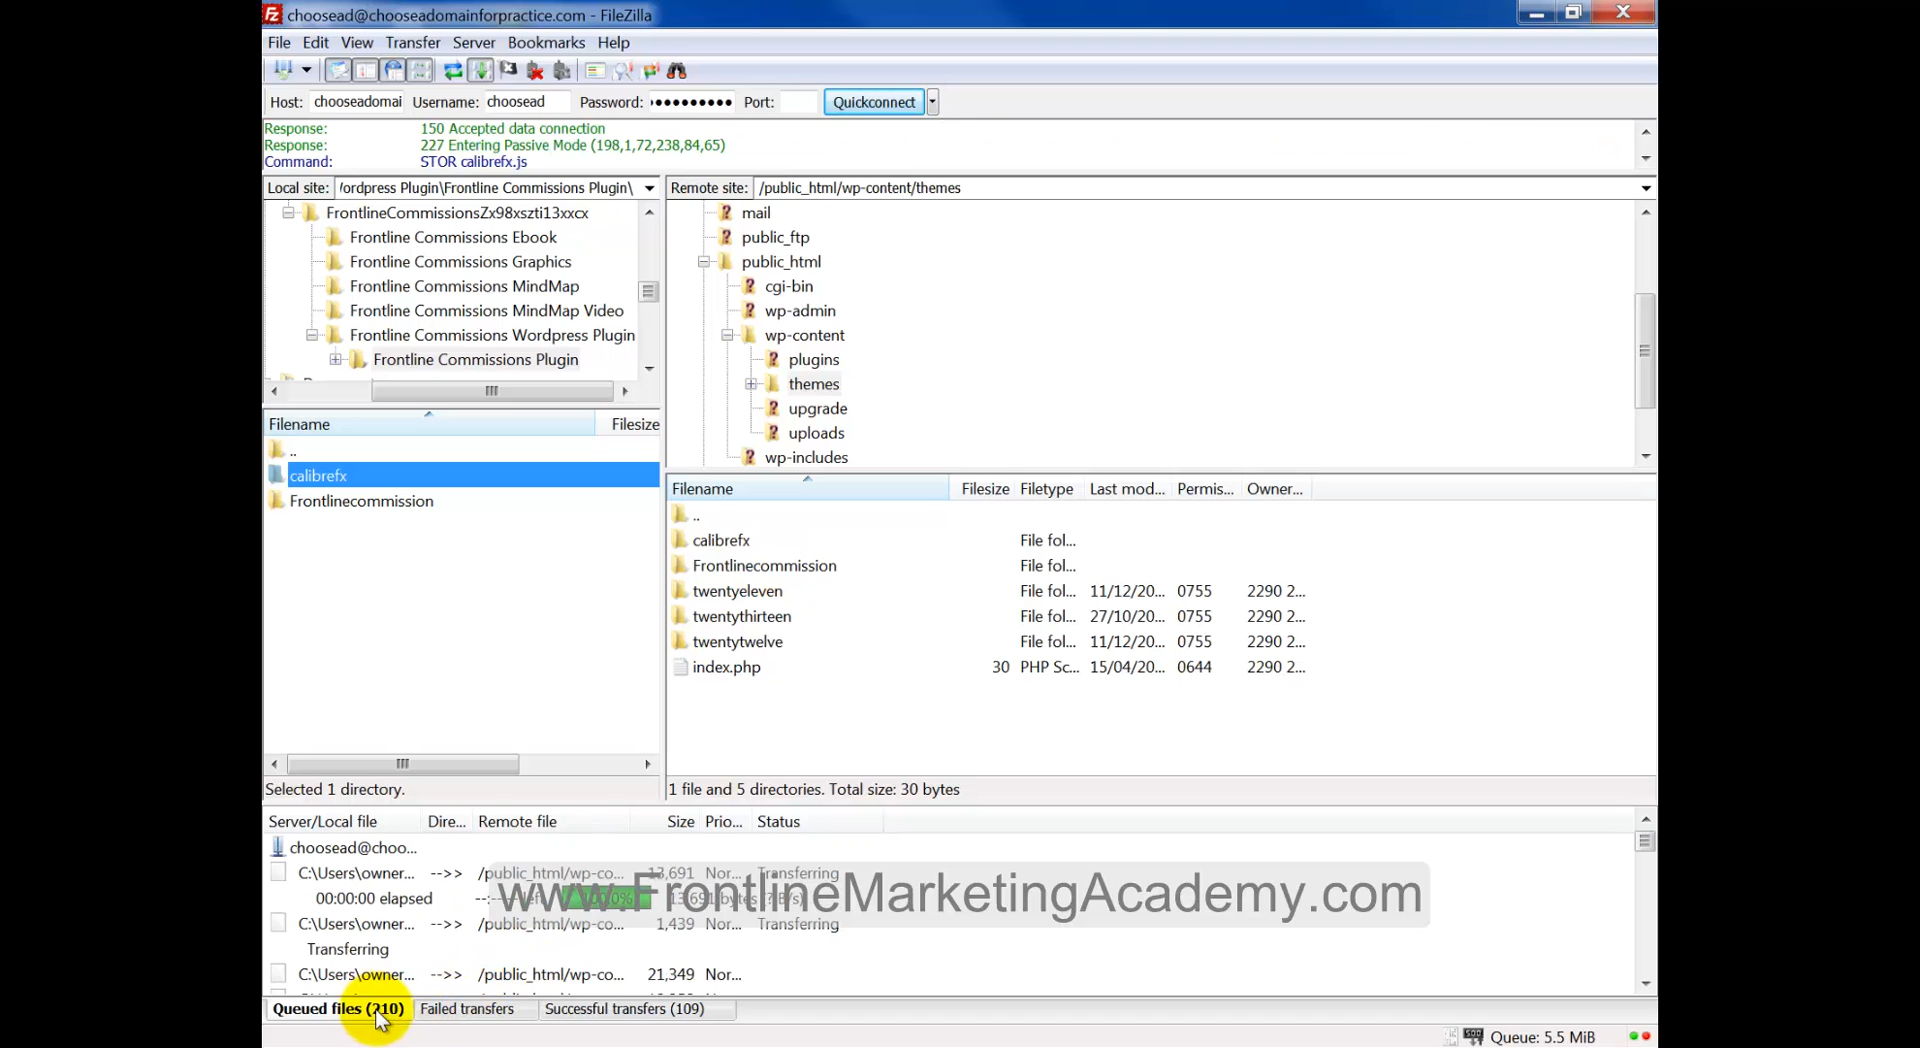 choosead@chooseadomainforpractice.com - FileZilla
File Edit View Transfer Server Bookmarks Help
Host: chooseadomai Username: choosead Password: •••••••••• Port: Quickconnect
Response: 150 Accepted data connection
Response: 227 Entering Passive Mode (198,1,72,238,84,65)
Command: STOR calibrefx.js
Local site: /ordpress Plugin\Frontline Commissions Plugin\
FrontlineCommissionsZx98xszti13xxcx
Frontline Commissions Ebook
Frontline Commissions Graphics
Frontline Commissions MindMap
Frontline Commissions MindMap Video
Frontline Commissions Wordpress Plugin
Frontline Commissions Plugin
Filename Filesize
..
calibrefx
Frontlinecommission
Selected 1 directory.
Remote site: /public_html/wp-content/themes
mail
public_ftp
public_html
cgi-bin
wp-admin
wp-content
plugins
themes
upgrade
uploads
wp-includes
Filename Filesize Filetype Last mod... Permis... Owner...
..
calibrefx File fol...
Frontlinecommission File fol...
twentyeleven File fol... 11/12/20... 0755 2290 2...
twentythirteen File fol... 27/10/20... 0755 2290 2...
twentytwelve File fol... 11/12/20... 0755 2290 2...
index.php 30 PHP Sc... 15/04/20... 0644 2290 2...
1 file and 5 directories. Total size: 30 bytes
Server/Local file Dire... Remote file Size Prio... Status
choosead@choo...
C:\Users\owner... -->> /public_html/wp-co... 13,691 Nor... Transferring
00:00:00 elapsed --:--:-- left 100.0% 13,691 bytes (? B/s)
www.FrontlineMarketingAcademy.com
C:\Users\owner... -->> /public_html/wp-co... 1,439 Nor... Transferring
Transferring
C:\Users\owner... -->> /public_html/wp-co... 21,349 Nor...
Queued files (210) Failed transfers Successful transfers (109)
Queue: 5.5 MiB